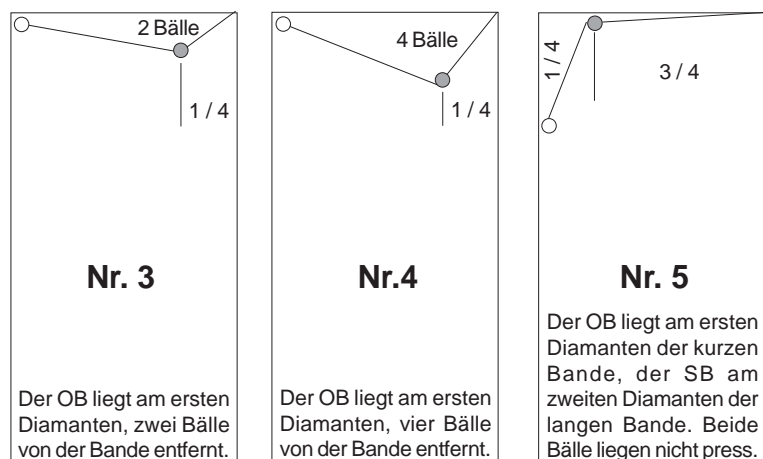 2 Bälle
1 / 4
Nr. 3
Der OB liegt am ersten
Diamanten, zwei Bälle
von der Bande entfernt.
4 Bälle
1 / 4
Nr.4
Der OB liegt am ersten
Diamanten, vier Bälle
von der Bande entfernt.
1 / 4
3 / 4
Nr. 5
Der OB liegt am ersten
Diamanten der kurzen
Bande, der SB am
zweiten Diamanten der
langen Bande. Beide
Bälle liegen nicht press.